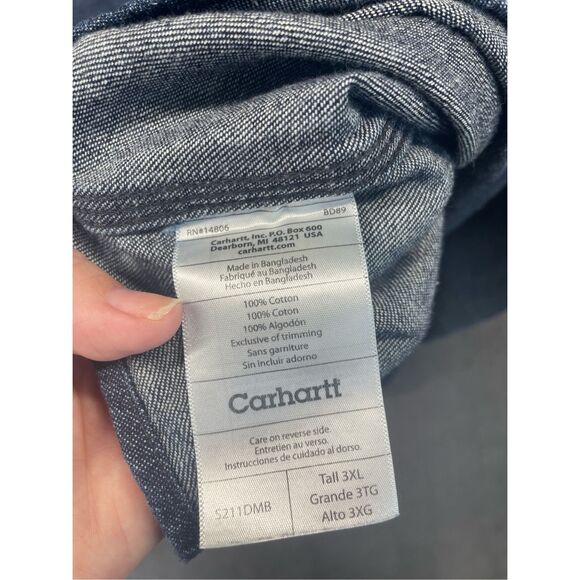 RN#14806 BD89
Carhartt, Inc. P.O. Box 600
Dearborn, MI 48121 USA
carhartt.com
Made in Bangladesh
Fabriqué au Bangladesh
Hecho en Bangladesh
100% Cotton
100% Coton
100% Algodón
Exclusive of trimming
Sans garniture
Sin incluir adorno
Carhartt
Care on reverse side.
Entretien au verso.
Instrucciones de cuidado al dorso.
S211DMB
Tall 3XL
Grande 3TG
Alto 3XG